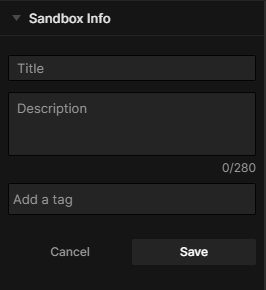 Sandbox Info
Title
Description
0/280
Add a tag
Cancel Save